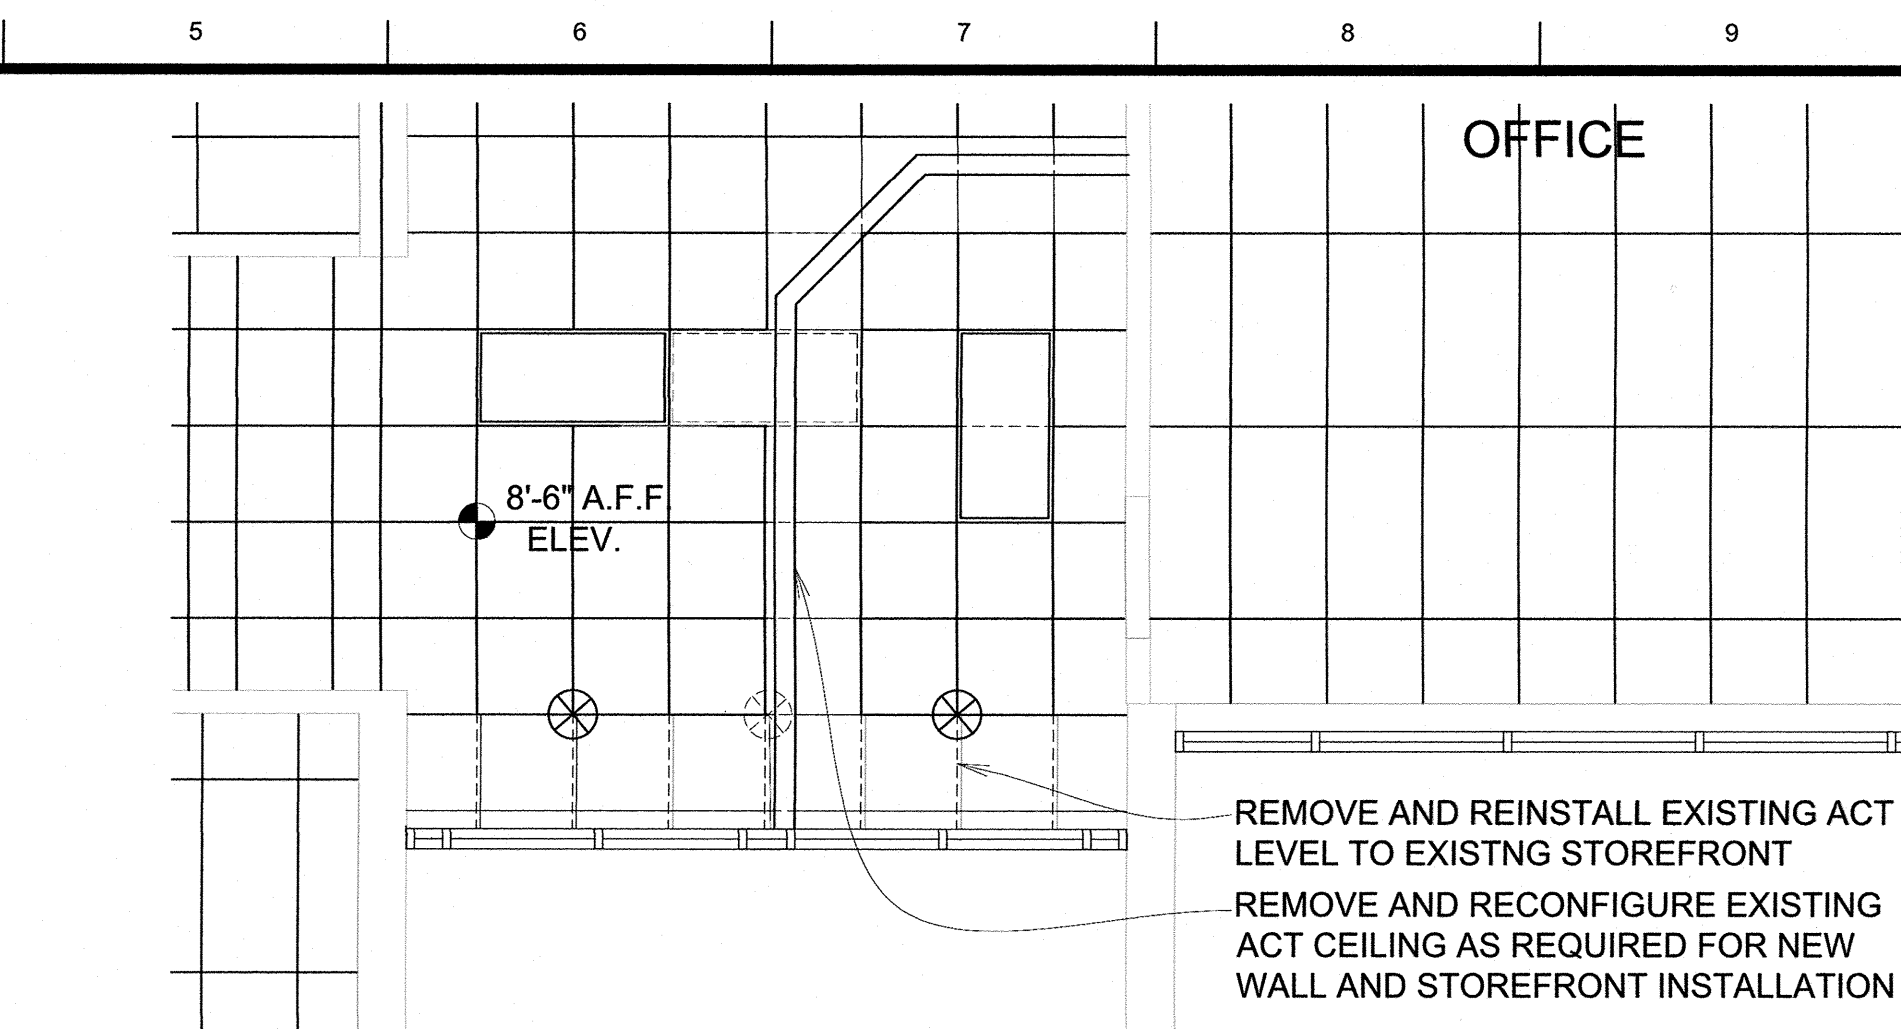 5 6 7 8 9
OFFICE
8'-6" A.F.F.
ELEV.
REMOVE AND REINSTALL EXISTING ACT
LEVEL TO EXISTNG STOREFRONT
REMOVE AND RECONFIGURE EXISTING
ACT CEILING AS REQUIRED FOR NEW
WALL AND STOREFRONT INSTALLATION